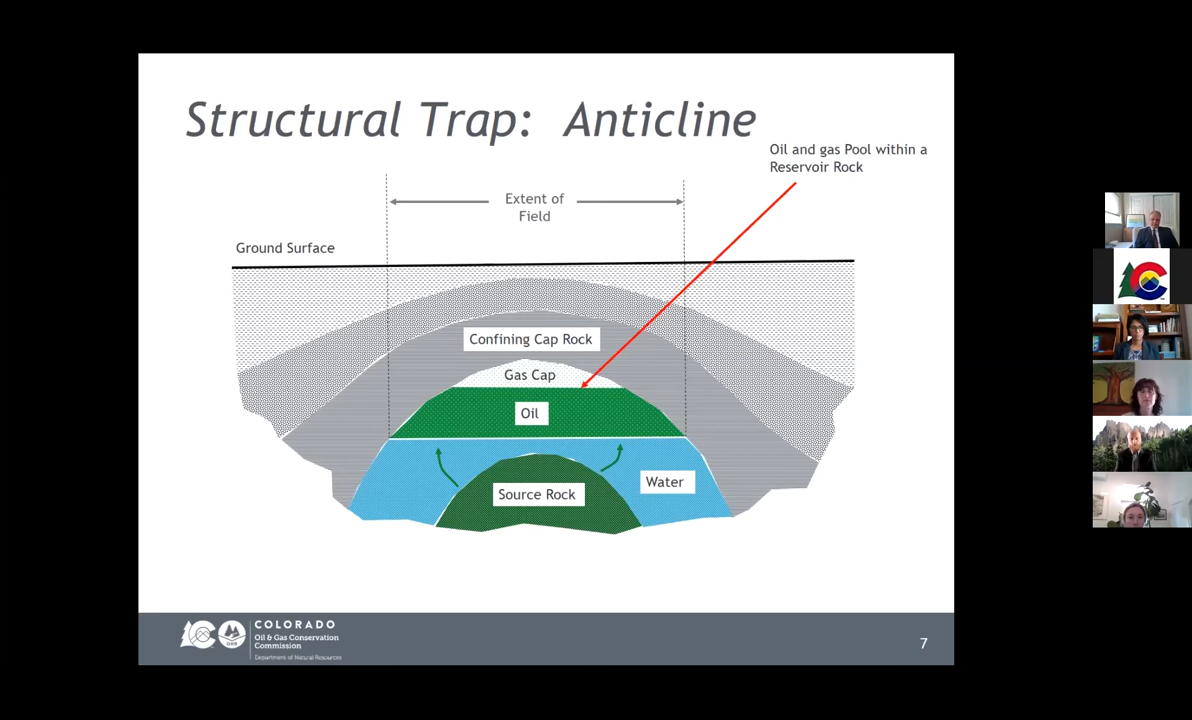 Structural Trap: Anticline
Oil and gas Pool within a
Reservoir Rock
Extent of
Field
Ground Surface
Confining Cap Rock
Gas Cap
Oil
Water
Source Rock
COLORADO
Oil & Gas Conservation
Commission
Department of Natural Resources
DNR
7